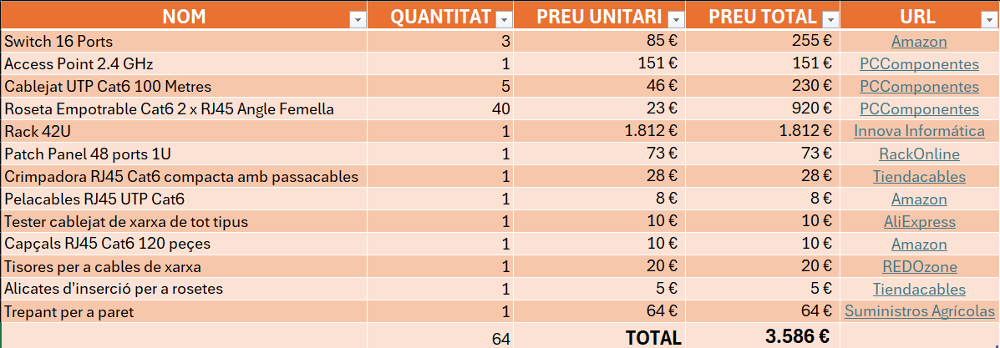 NOM QUANTITAT PREU UNITARI PREU TOTAL URL
Switch 16 Ports 3 85 € 255 € Amazon
Access Point 2.4 GHz 1 151 € 151 € PCComponentes
Cablejat UTP Cat6 100 Metres 5 46 € 230 € PCComponentes
Roseta Empotrable Cat6 2 x RJ45 Angle Femella 40 23 € 920 € PCComponentes
Rack 42U 1 1.812 € 1.812 € Innova Informática
Patch Panel 48 ports 1U 1 73 € 73 € RackOnline
Crimpadora RJ45 Cat6 compacta amb passacables 1 28 € 28 € Tiendacables
Pelacables RJ45 UTP Cat6 1 8 € 8 € Amazon
Tester cablejat de xarxa de tot tipus 1 10 € 10 € AliExpress
Capçals RJ45 Cat6 120 peçes 1 10 € 10 € Amazon
Tisores per a cables de xarxa 1 20 € 20 € REDOzone
Alicates d'inserció per a rosetes 1 5 € 5 € Tiendacables
Trepant per a paret 1 64 € 64 € Suministros Agrícolas
64 TOTAL 3.586 €